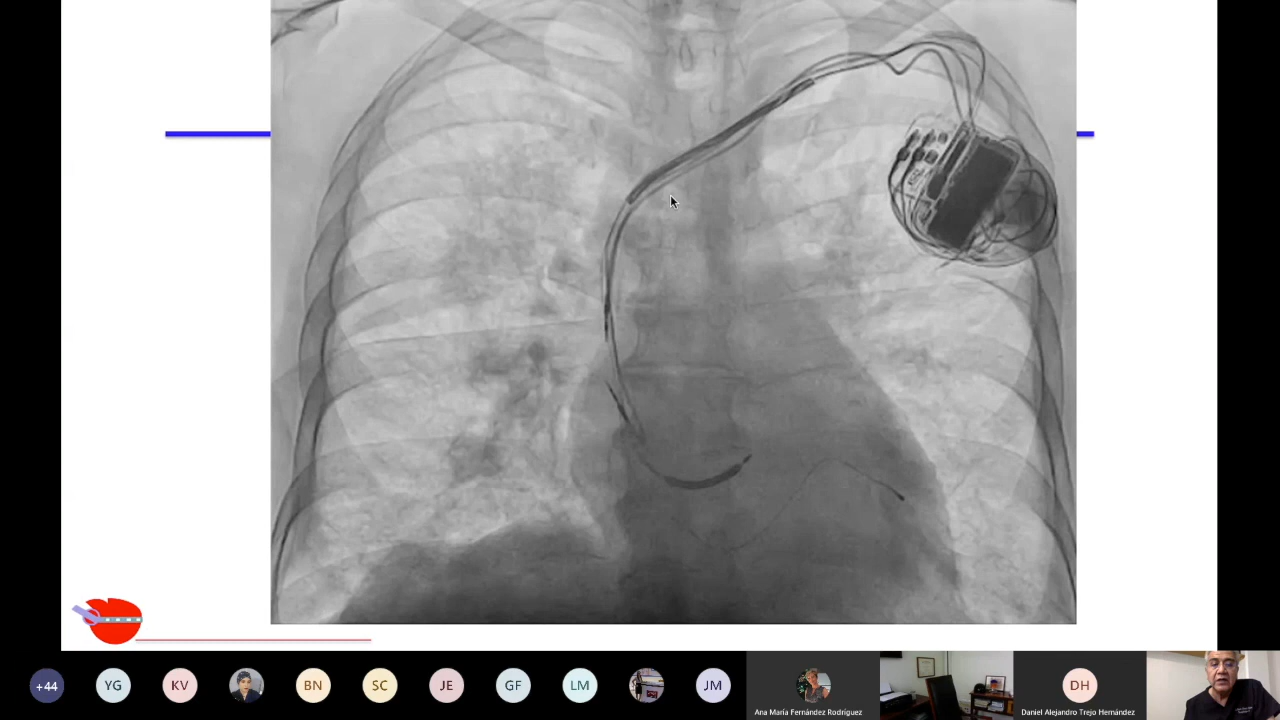 +44
YG
KV
BN
SC
JE
GF
LM
JM
Ana María Fernández Rodríguez
DH
Daniel Alejandro Trejo Hernández